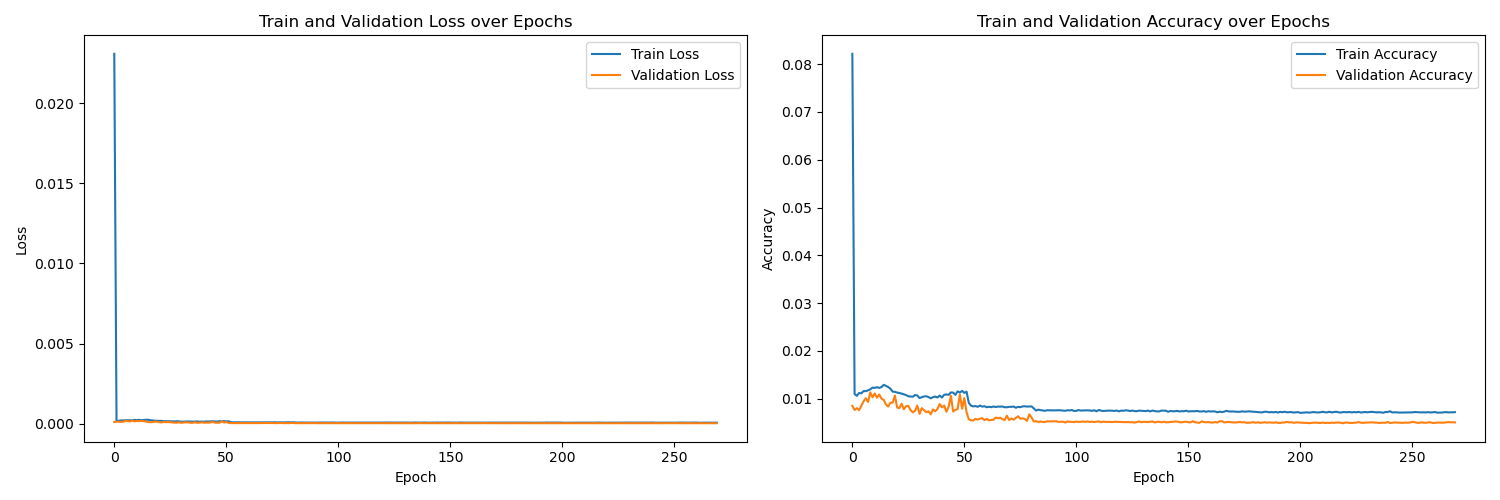 Train and Validation Loss over Epochs
Train Loss
Validation Loss
0.020
0.015
0.010
0.005
0.000
Loss
0
50
100
150
200
250
Epoch
Train and Validation Accuracy over Epochs
Train Accuracy
Validation Accuracy
0.08
0.07
0.06
0.05
0.04
0.03
0.02
0.01
Accuracy
0
50
100
150
200
250
Epoch